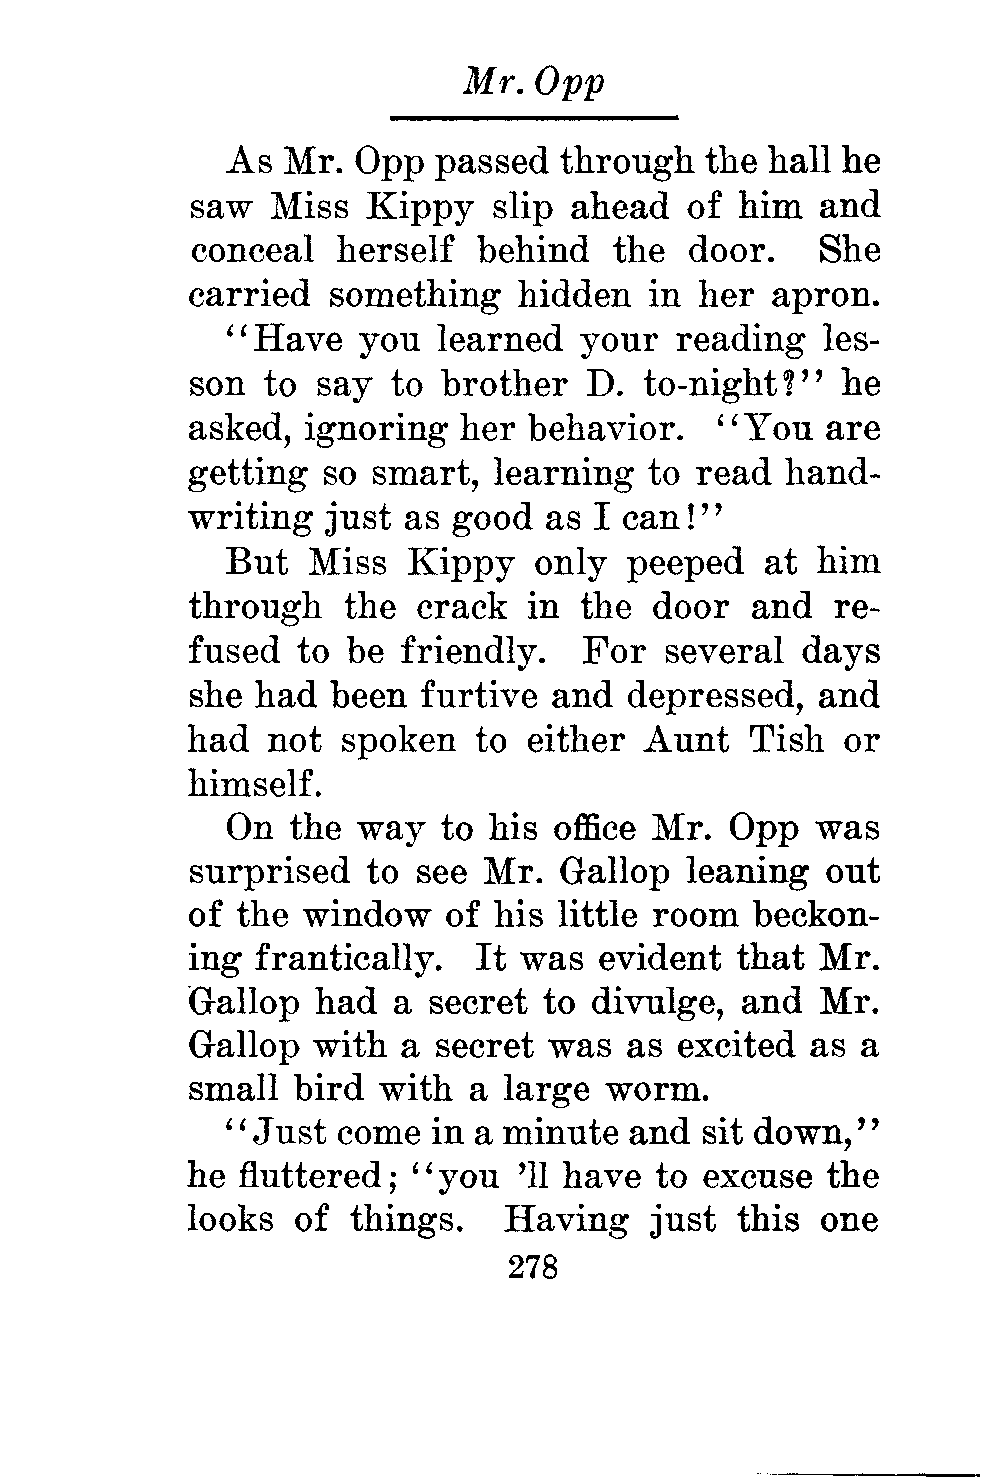 Mr. Opp
As Mr. Opp passed through the hall he
saw Miss Kippy slip ahead of him and
conceal herself behind the door. She
carried something hidden in her apron.
"Have you learned your reading les-
son to say to brother D. to-night?" he
asked, ignoring her behavior. "You are
getting so smart, learning to read hand-
writing just as good as I can!"
But Miss Kippy only peeped at him
through the crack in the door and re-
fused to be friendly. For several days
she had been furtive and depressed, and
had not spoken to either Aunt Tish or
himself.
On the way to his office Mr. Opp was
surprised to see Mr. Gallop leaning out
of the window of his little room beckon-
ing frantically. It was evident that Mr.
Gallop had a secret to divulge, and Mr.
Gallop with a secret was as excited as a
small bird with a large worm.
"Just come in a minute and sit down,"
he fluttered; "you 'll have to excuse the
looks of things. Having just this one
278